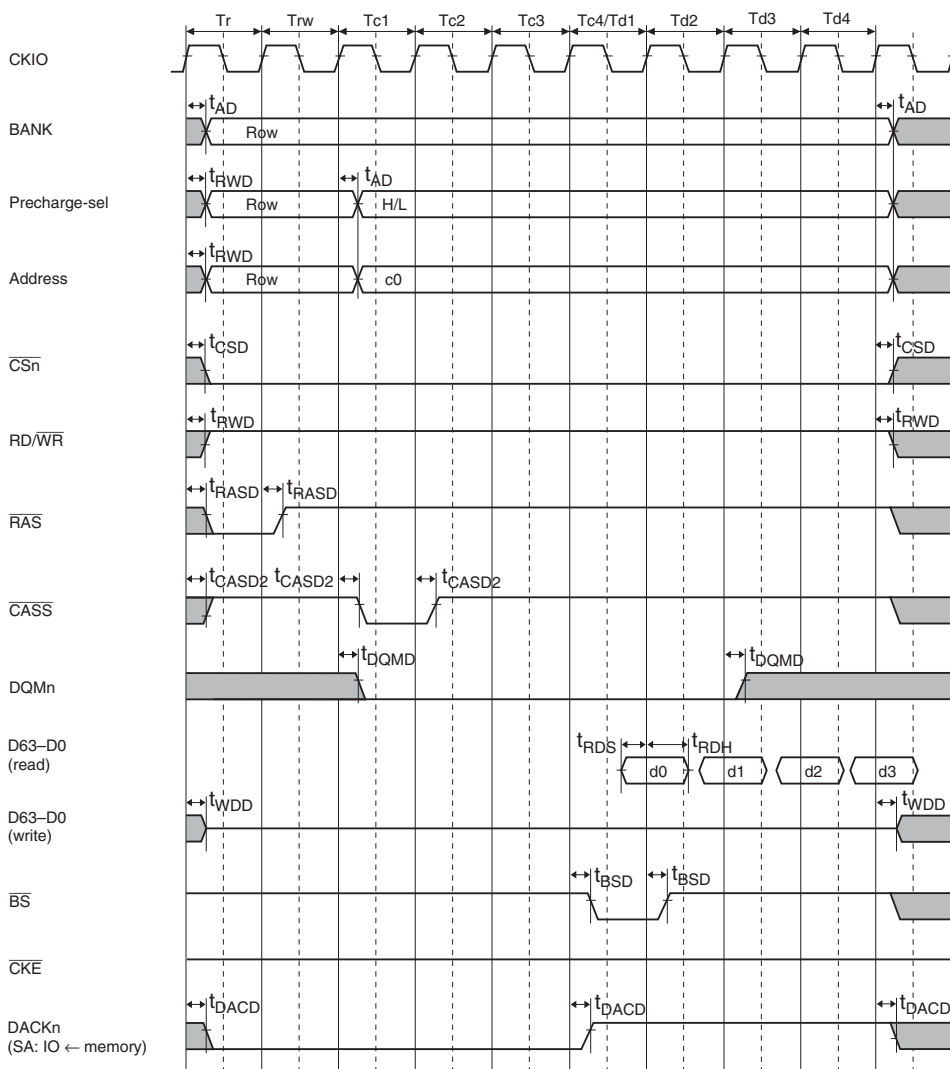 Tr Trw Tc1 Tc2 Tc3 Tc4/Td1 Td2 Td3 Td4
CKIO
tAD tAD
BANK Row
tRWD tAD
Precharge-sel Row H/L
tRWD
Address Row c0
tCSD tCSD
CSn
tRWD tRWD
RD/WR
tRASD tRASD
RAS
tCASD2 tCASD2 tCASD2
CASS
tDQMD tDQMD
DQMn
D63–D0
(read)
tRDS tRDH
d0 d1 d2 d3
tWDD tWDD
D63–D0
(write)
tBSD tBSD
BS
CKE
tDACD tDACD tDACD
DACKn
(SA: IO ← memory)